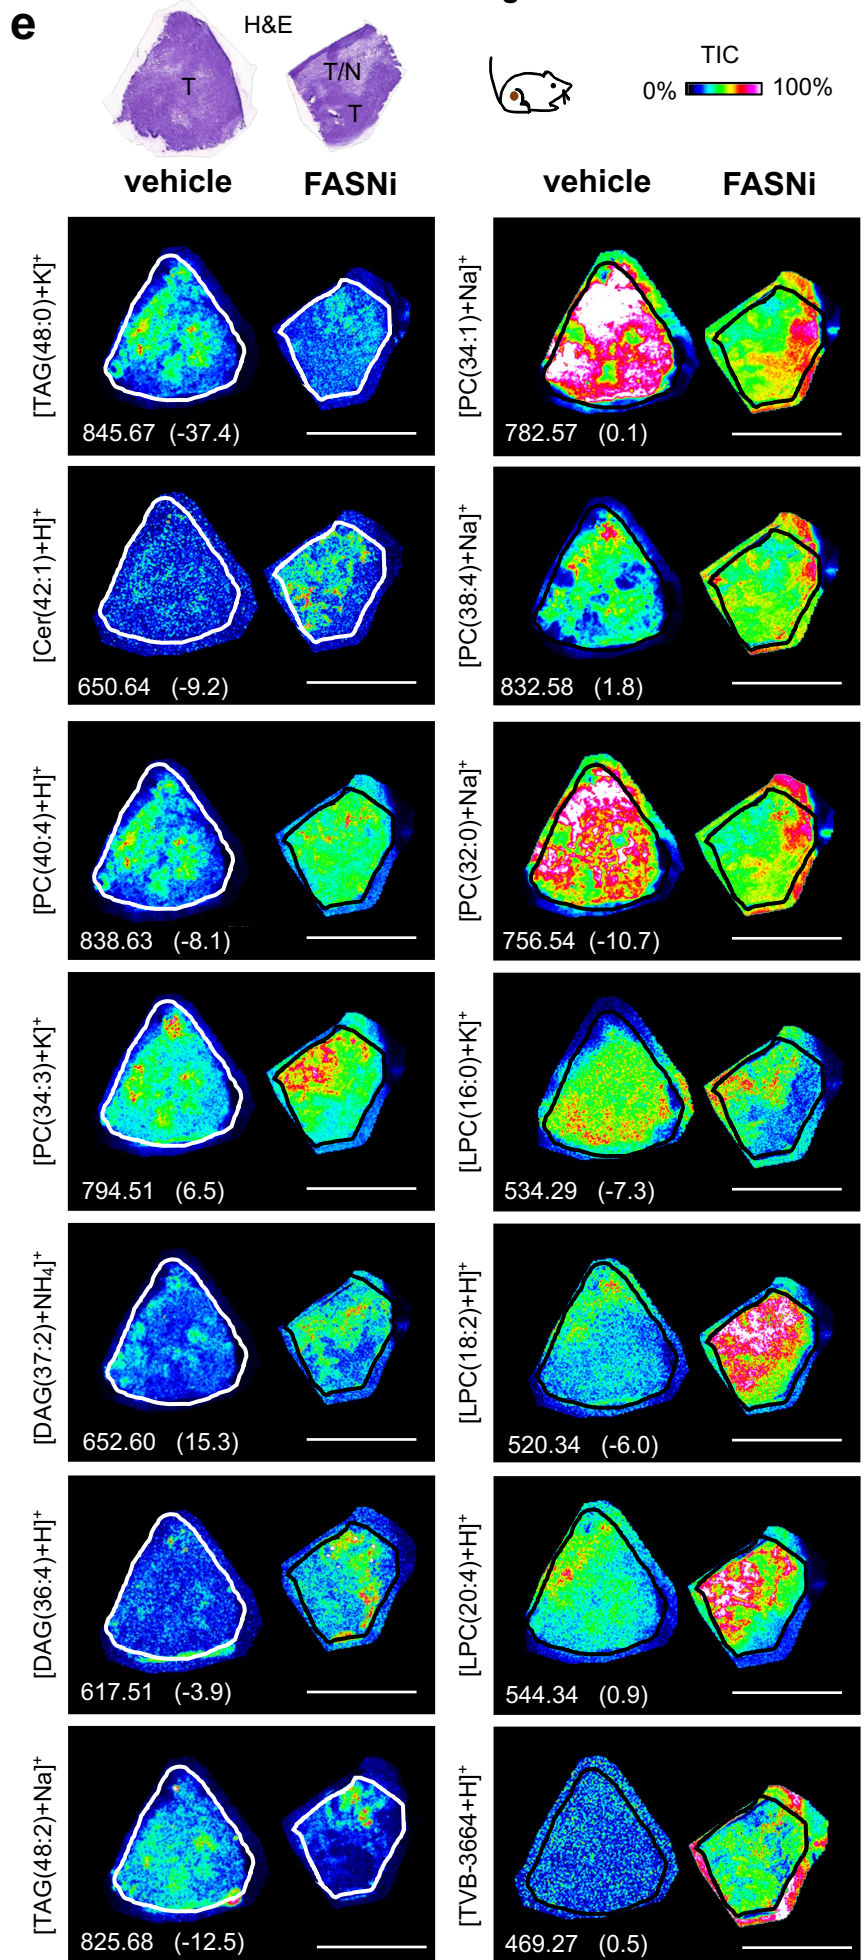 e
H&E
T
T/N
T
TIC
0% 100%
vehicle FASNi vehicle FASNi
[TAG(48:0)+K]⁺
845.67 (-37.4)
[PC(34:1)+Na]⁺
782.57 (0.1)
[Cer(42:1)+H]⁺
650.64 (-9.2)
[PC(38:4)+Na]⁺
832.58 (1.8)
[PC(40:4)+H]⁺
838.63 (-8.1)
[PC(32:0)+Na]⁺
756.54 (-10.7)
[PC(34:3)+K]⁺
794.51 (6.5)
[LPC(16:0)+K]⁺
534.29 (-7.3)
[DAG(37:2)+NH₄]⁺
652.60 (15.3)
[LPC(18:2)+H]⁺
520.34 (-6.0)
[DAG(36:4)+H]⁺
617.51 (-3.9)
[LPC(20:4)+H]⁺
544.34 (0.9)
[TAG(48:2)+Na]⁺
825.68 (-12.5)
[TVB-3664+H]⁺
469.27 (0.5)